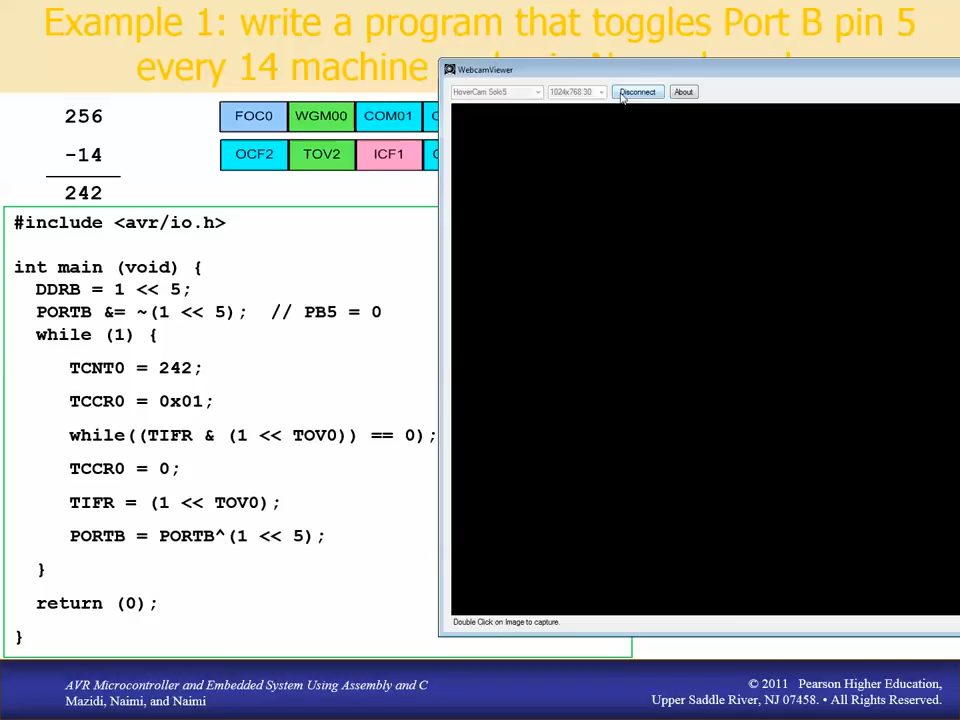 Example 1: write a program that toggles Port B pin 5
every 14 machine
WebcamViewer
HoverCam Solo5
1024x768 30
Disconnect
About
256
FOC0 WGM00 COM01
-14
OCF2 TOV2 ICF1
242
#include <avr/io.h>
int main (void) {
DDRB = 1 << 5;
PORTB &= ~(1 << 5); // PB5 = 0
while (1) {
TCNT0 = 242;
TCCR0 = 0x01;
while((TIFR & (1 << TOV0)) == 0);
TCCR0 = 0;
TIFR = (1 << TOV0);
PORTB = PORTB^(1 << 5);
}
return (0);
}
Double Click on Image to capture.
AVR Microcontroller and Embedded System Using Assembly and C
Mazidi, Naimi, and Naimi
© 2011 Pearson Higher Education,
Upper Saddle River, NJ 07458. • All Rights Reserved.